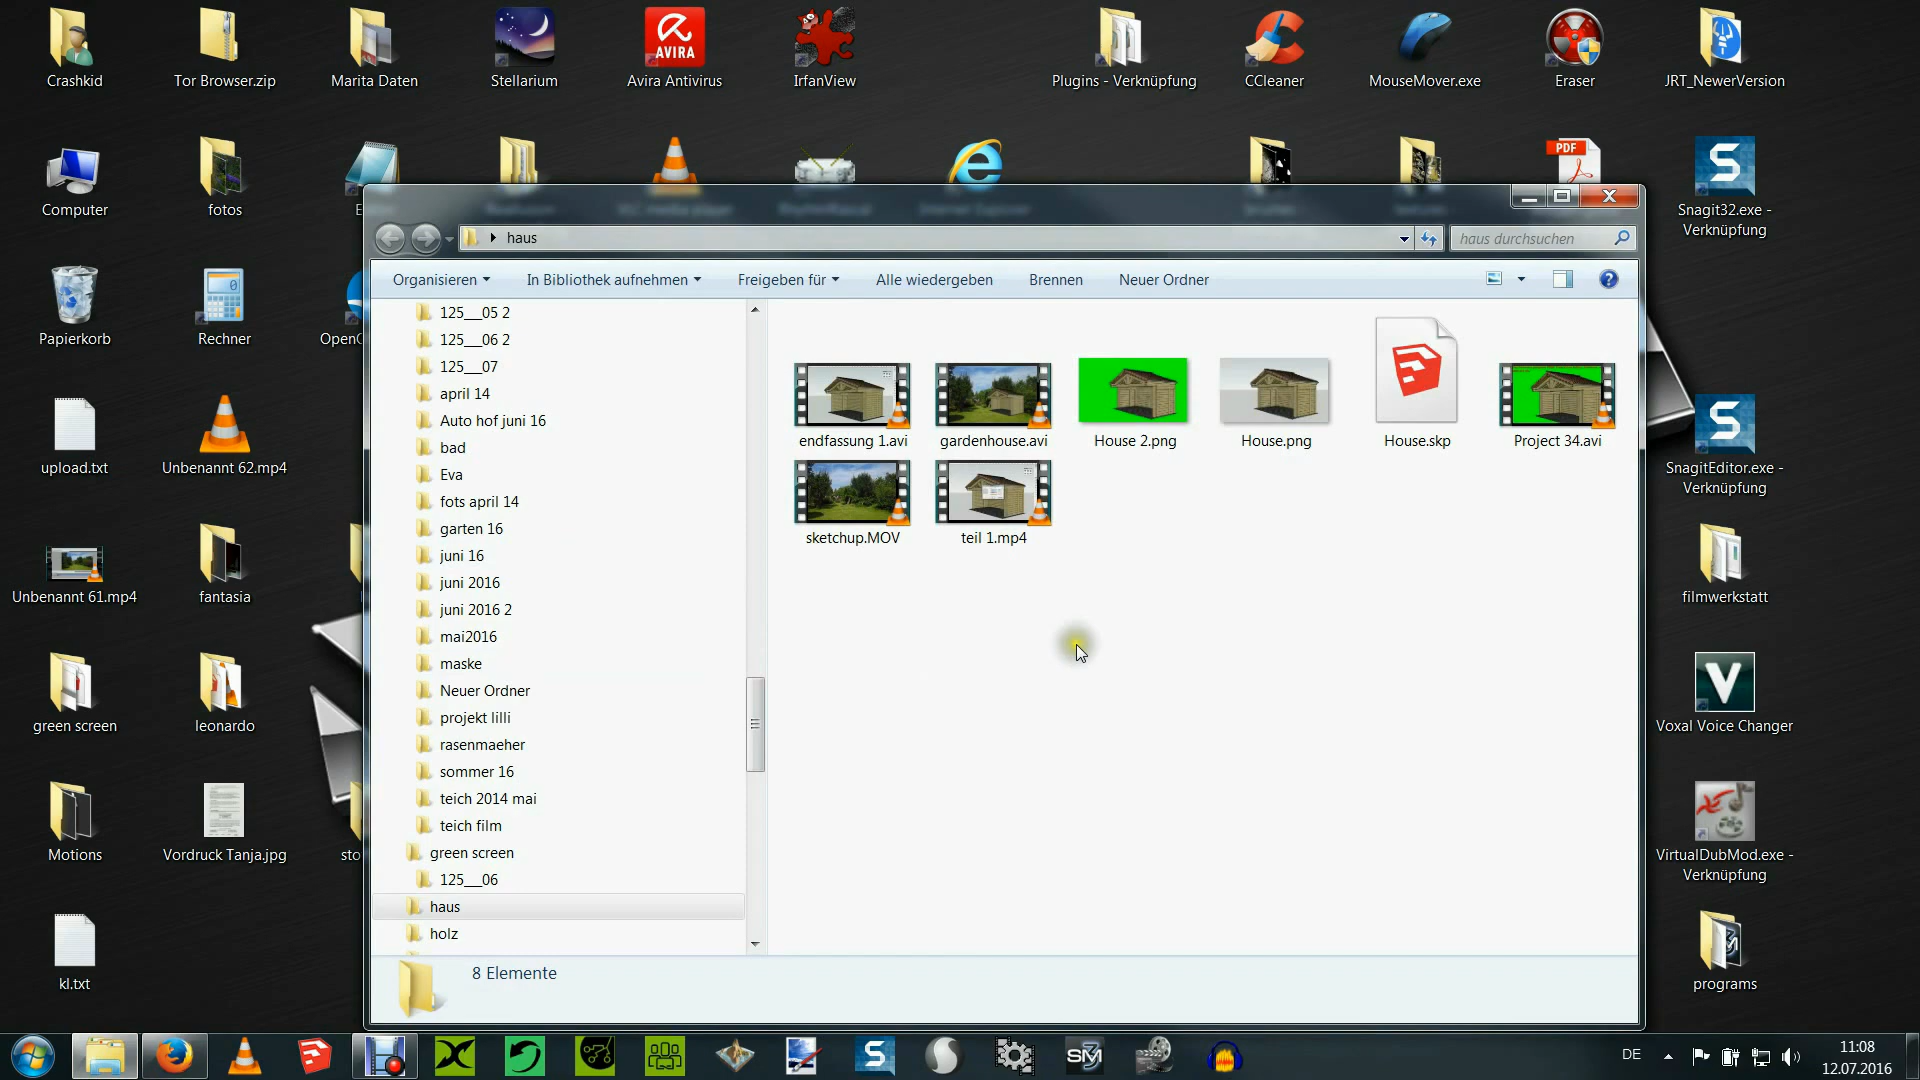 Crashkid
Tor Browser.zip
Marita Daten
Stellarium
AVIRA
Avira Antivirus
IrfanView
Plugins - Verknüpfung
CCleaner
MouseMover.exe
Eraser
JRT_NewerVersion
Computer
fotos
PDF
Snagit32.exe -
Verknüpfung
haus
haus durchsuchen
Organisieren
In Bibliothek aufnehmen
Freigeben für
Alle wiedergeben
Brennen
Neuer Ordner
Papierkorb
Rechner
125___05 2
125___06 2
125___07
april 14
Auto hof juni 16
bad
Eva
fots april 14
garten 16
juni 16
juni 2016
juni 2016 2
mai2016
maske
Neuer Ordner
projekt lilli
rasenmaeher
sommer 16
teich 2014 mai
teich film
green screen
125___06
haus
holz
endfassung 1.avi
gardenhouse.avi
House 2.png
House.png
House.skp
Project 34.avi
sketchup.MOV
teil 1.mp4
8 Elemente
upload.txt
Unbenannt 62.mp4
SnagitEditor.exe -
Verknüpfung
Unbenannt 61.mp4
fantasia
filmwerkstatt
green screen
leonardo
Voxal Voice Changer
Motions
Vordruck Tanja.jpg
sto
VirtualDubMod.exe -
Verknüpfung
kl.txt
programs
DE
11:08
12.07.2016